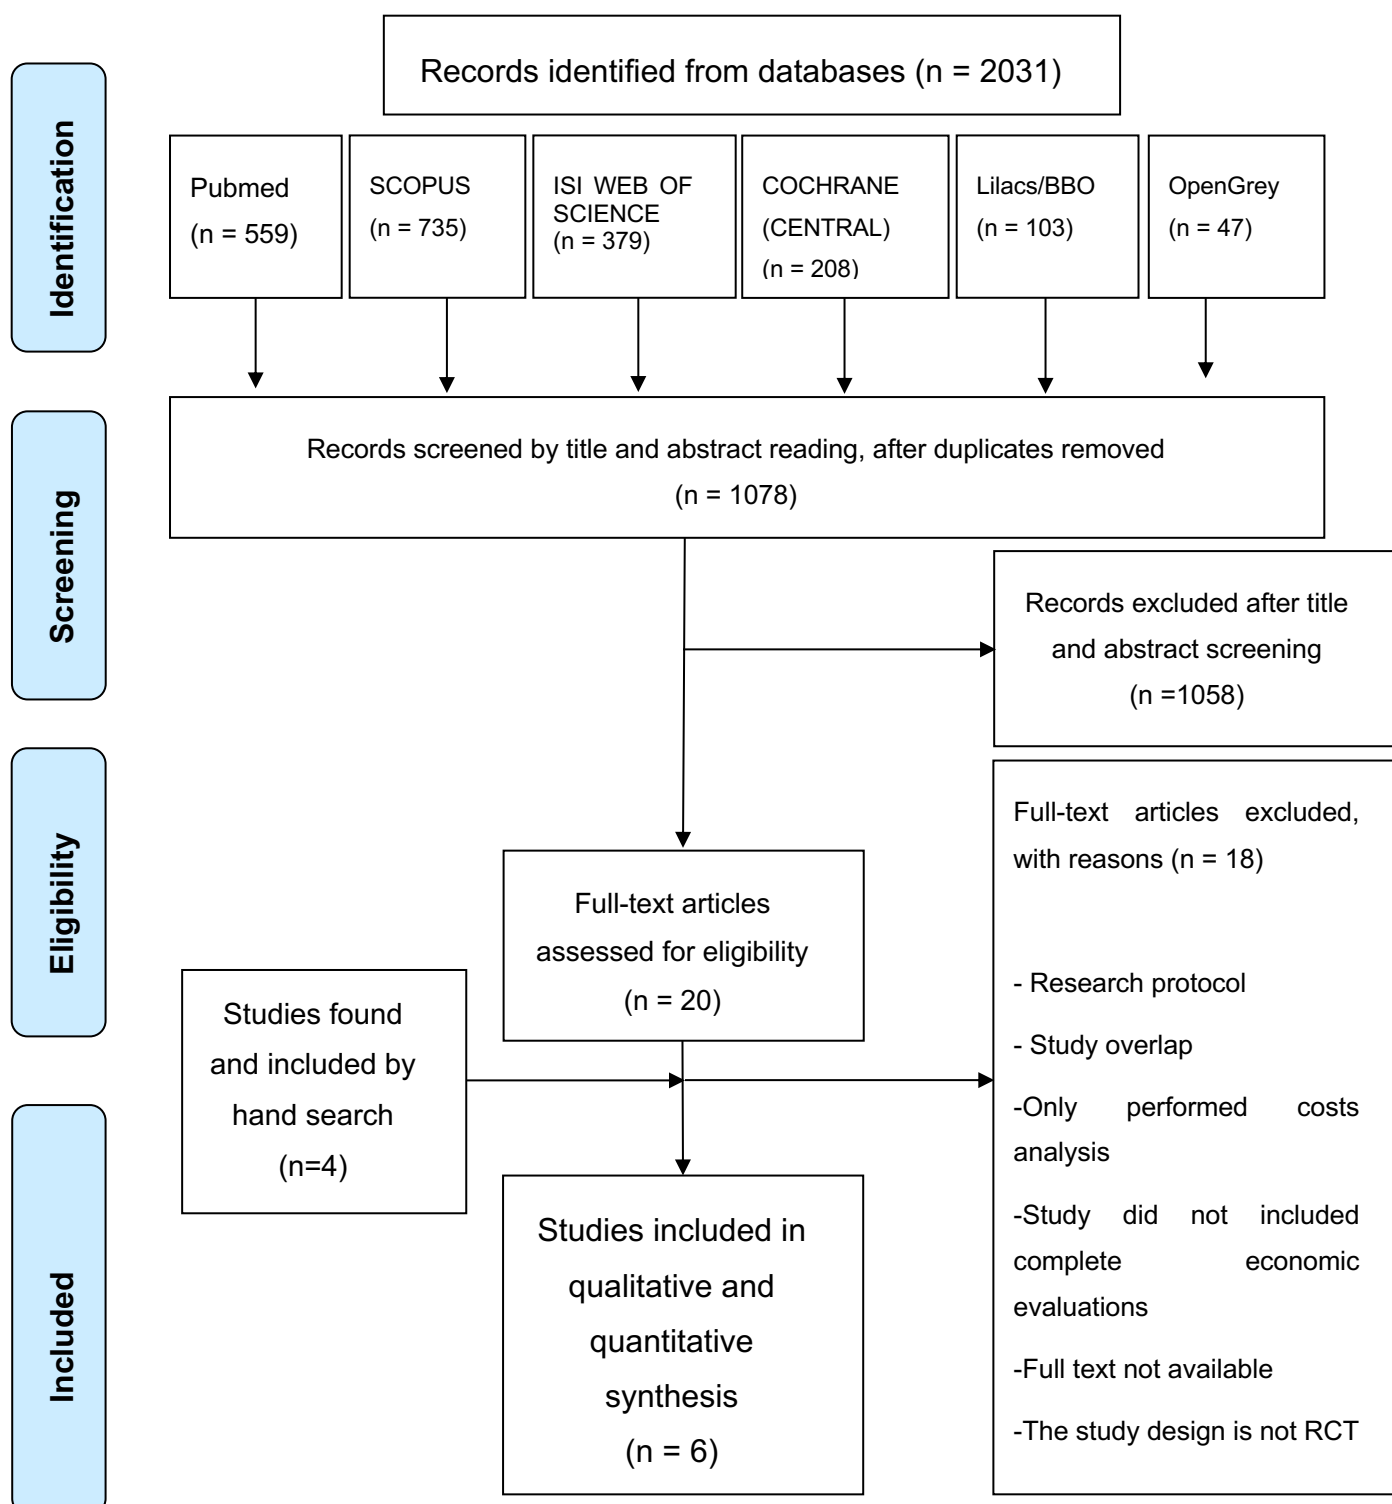 Records identified from databases (n = 2031)
Identification
Pubmed
(n = 559)
SCOPUS
(n = 735)
ISI WEB OF
SCIENCE
(n = 379)
COCHRANE
(CENTRAL)
(n = 208)
Lilacs/BBO
(n = 103)
OpenGrey
(n = 47)
Screening
Records screened by title and abstract reading, after duplicates removed
(n = 1078)
Records excluded after title
and abstract screening
(n =1058)
Eligibility
Full-text articles
assessed for eligibility
(n = 20)
Full-text articles excluded,
with reasons (n = 18)
- Research protocol
- Study overlap
-Only performed costs
analysis
-Study did not included
complete economic
evaluations
-Full text not available
-The study design is not RCT
Studies found
and included by
hand search
(n=4)
Included
Studies included in
qualitative and
quantitative
synthesis
(n = 6)